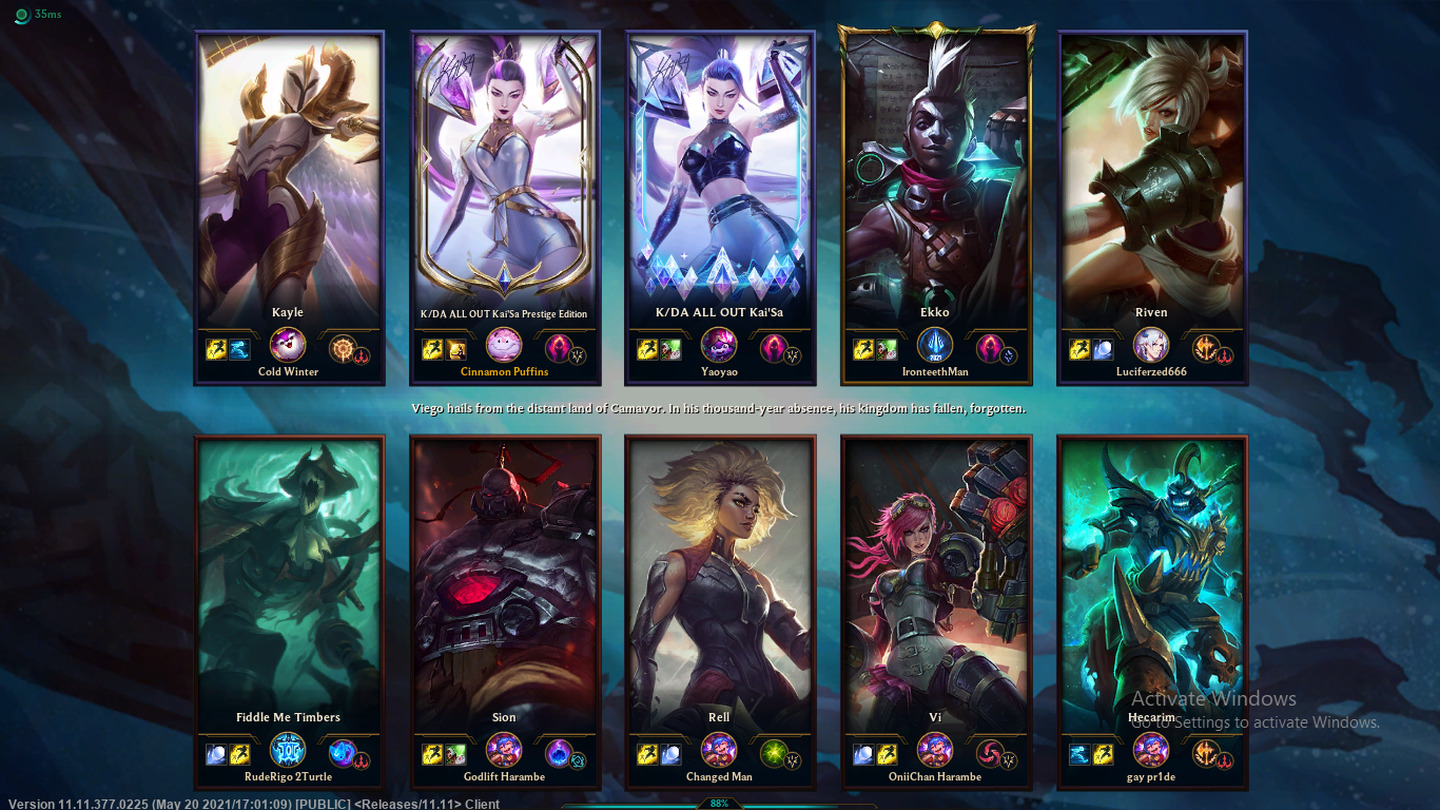 35ms
Kayle
Cold Winter
K/DA ALL OUT Kai'Sa Prestige Edition
Cinnamon Puffins
K/DA ALL OUT Kai'Sa
Yaoyao
Ekko
2021
IronteethMan
Riven
Luciferzed666
Viego hails from the distant land of Camavor. In his thousand-year absence, his kingdom has fallen, forgotten.
Fiddle Me Timbers
RudeRigo 2Turtle
Sion
Godlift Harambe
Rell
Changed Man
Vi
OniiChan Harambe
Hecarim
gay pr1de
Activate Windows
Go to Settings to activate Windows.
Version 11.11.377.0225 (May 20 2021/17:01:09) [PUBLIC] <Releases/11.11> Client
88%